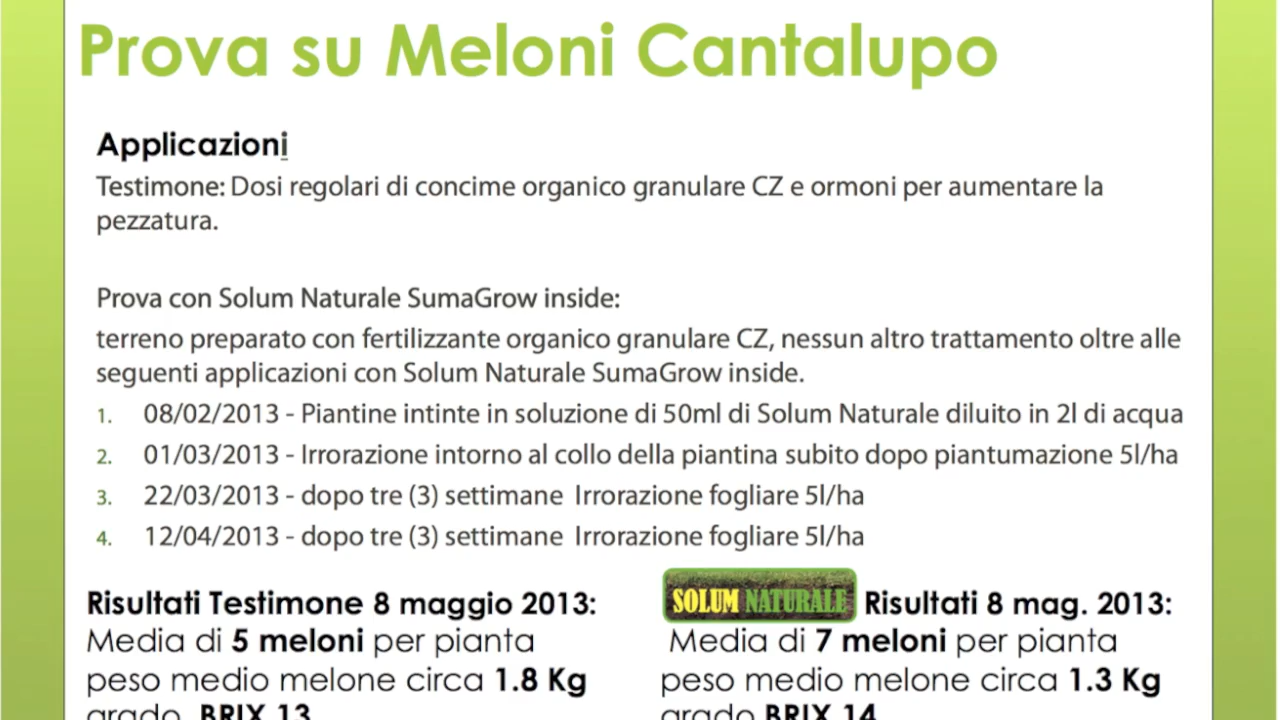 Prova su Meloni Cantalupo
Applicazioni
Testimone: Dosi regolari di concime organico granulare CZ e ormoni per aumentare la
pezzatura.
Prova con Solum Naturale SumaGrow inside:
terreno preparato con fertilizzante organico granulare CZ, nessun altro trattamento oltre alle
seguenti applicazioni con Solum Naturale SumaGrow inside.
1. 08/02/2013 - Piantine intinte in soluzione di 50ml di Solum Naturale diluito in 2l di acqua
2. 01/03/2013 - Irrorazione intorno al collo della piantina subito dopo piantumazione 5l/ha
3. 22/03/2013 - dopo tre (3) settimane Irrorazione fogliare 5l/ha
4. 12/04/2013 - dopo tre (3) settimane Irrorazione fogliare 5l/ha
Risultati Testimone 8 maggio 2013:
Media di 5 meloni per pianta
peso medio melone circa 1.8 Kg
grado BRIX 13
SOLUM NATURALE Risultati 8 mag. 2013:
Media di 7 meloni per pianta
peso medio melone circa 1.3 Kg
grado BRIX 14